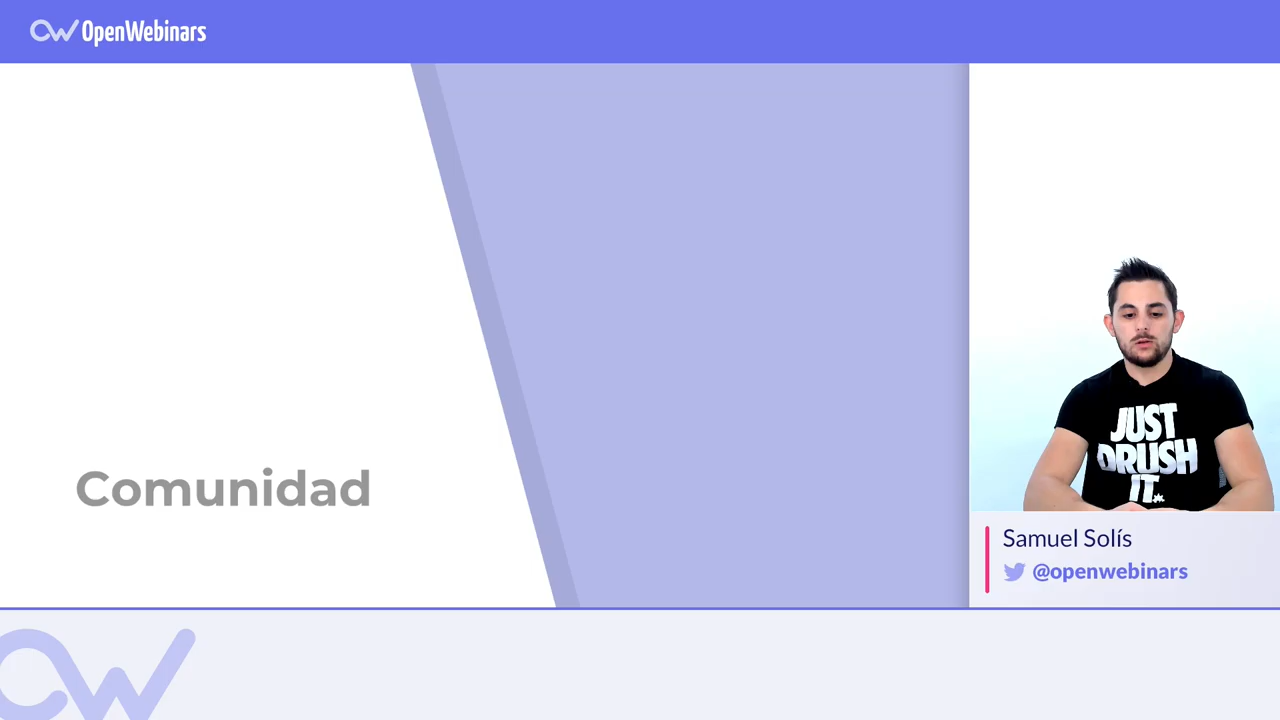 OpenWebinars
Comunidad
JUST
DRUSH
IT.
Samuel Solís
@openwebinars